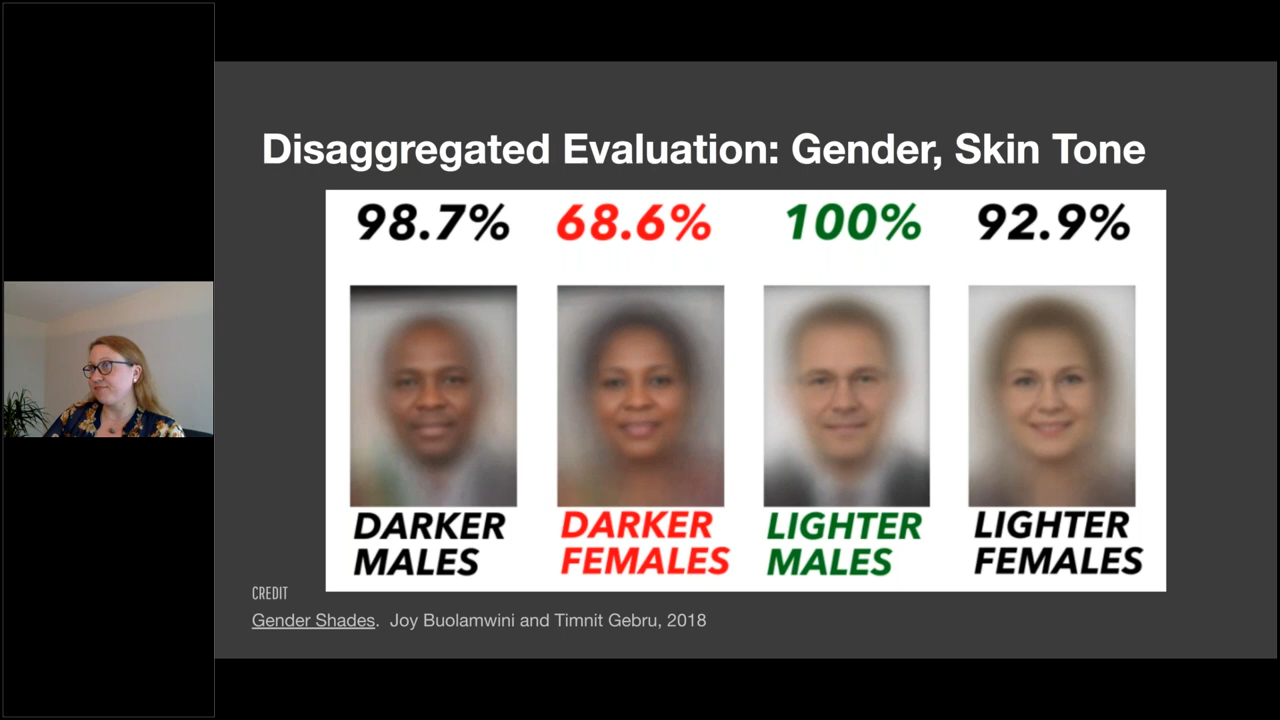 Disaggregated Evaluation: Gender, Skin Tone
98.7% 68.6% 100% 92.9%
DARKER MALES
DARKER FEMALES
LIGHTER MALES
LIGHTER FEMALES
CREDIT
Gender Shades. Joy Buolamwini and Timnit Gebru, 2018